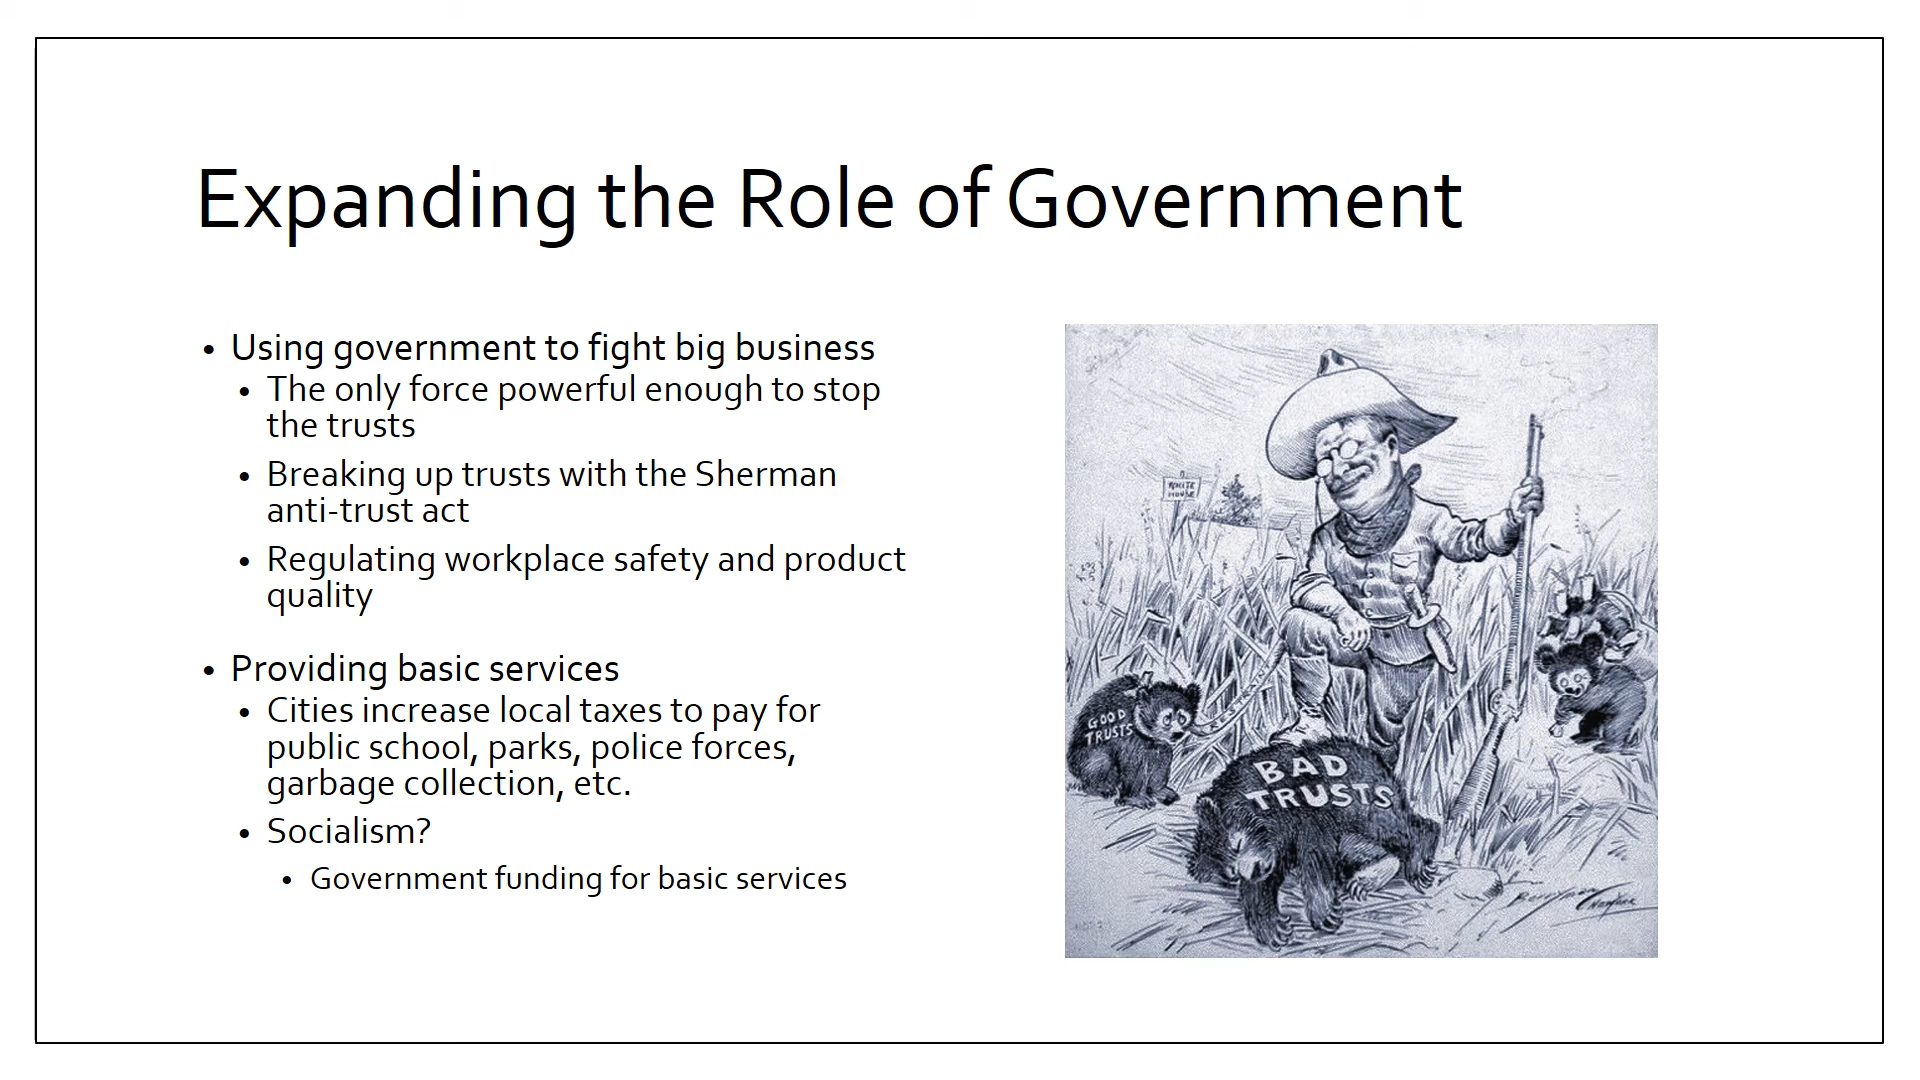 Expanding the Role of Government
• Using government to fight big business
• The only force powerful enough to stop
the trusts
• Breaking up trusts with the Sherman
anti-trust act
• Regulating workplace safety and product
quality
• Providing basic services
• Cities increase local taxes to pay for
public school, parks, police forces,
garbage collection, etc.
• Socialism?
• Government funding for basic services
WHITE
HOUSE
GOOD
TRUSTS
RESTRAINT
BAD
TRUSTS
Berryman